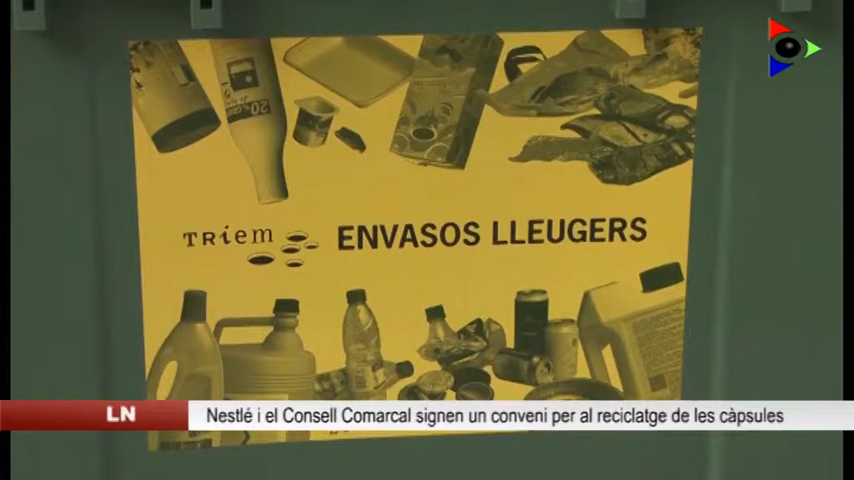 TRiem
ENVASOS LLEUGERS
LN
Nestlé i el Consell Comarcal signen un conveni per al reciclatge de les càpsules